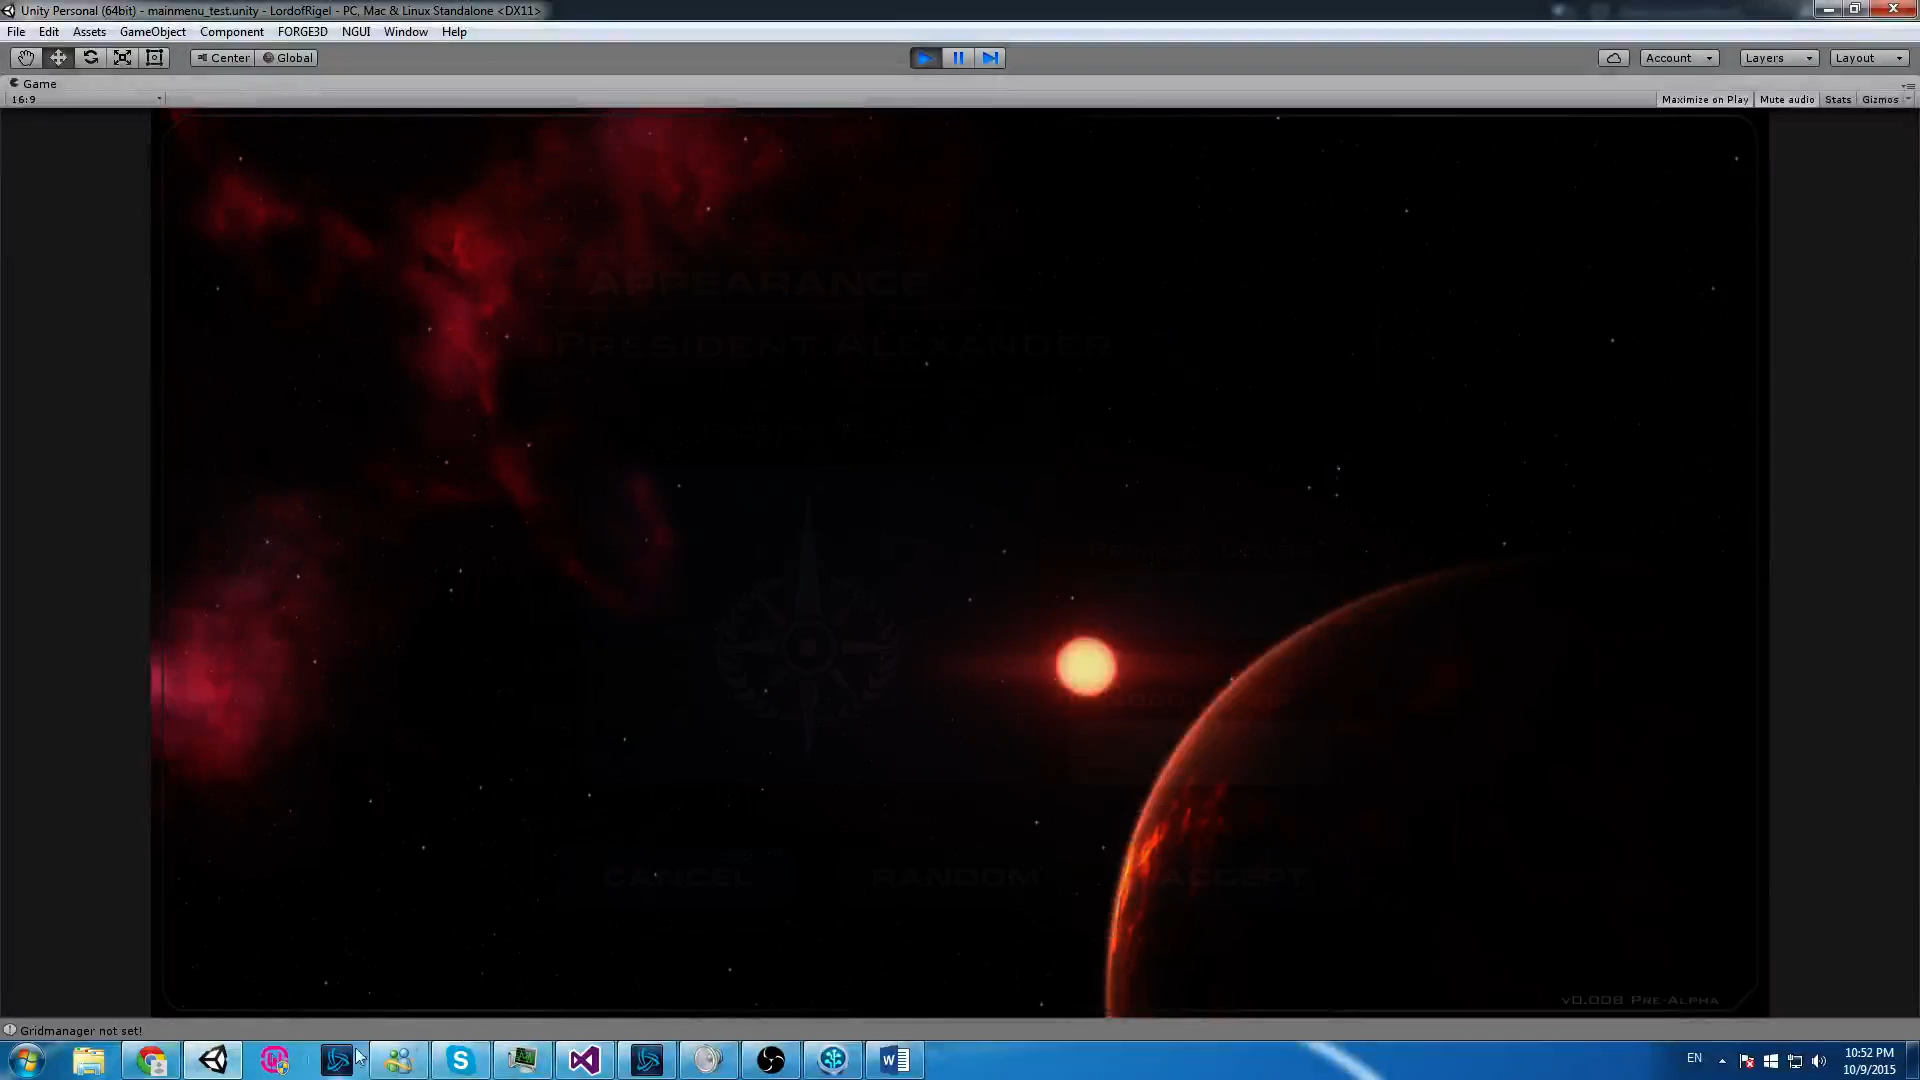 Unity Personal (64bit) - mainmenu_test.unity - LordofRigel - PC, Mac & Linux Standalone <DX11>
File Edit Assets GameObject Component FORGE3D NGUI Window Help
Center Global Account Layers Layout
Game
16:9 Maximize on Play Mute audio Stats Gizmos
APPEARANCE
PRESIDENT ALEXANDER
CANCEL RANDOM ACCEPT
v0.008 PRE-ALPHA
Gridmanager not set!
EN
10:52 PM
10/9/2015